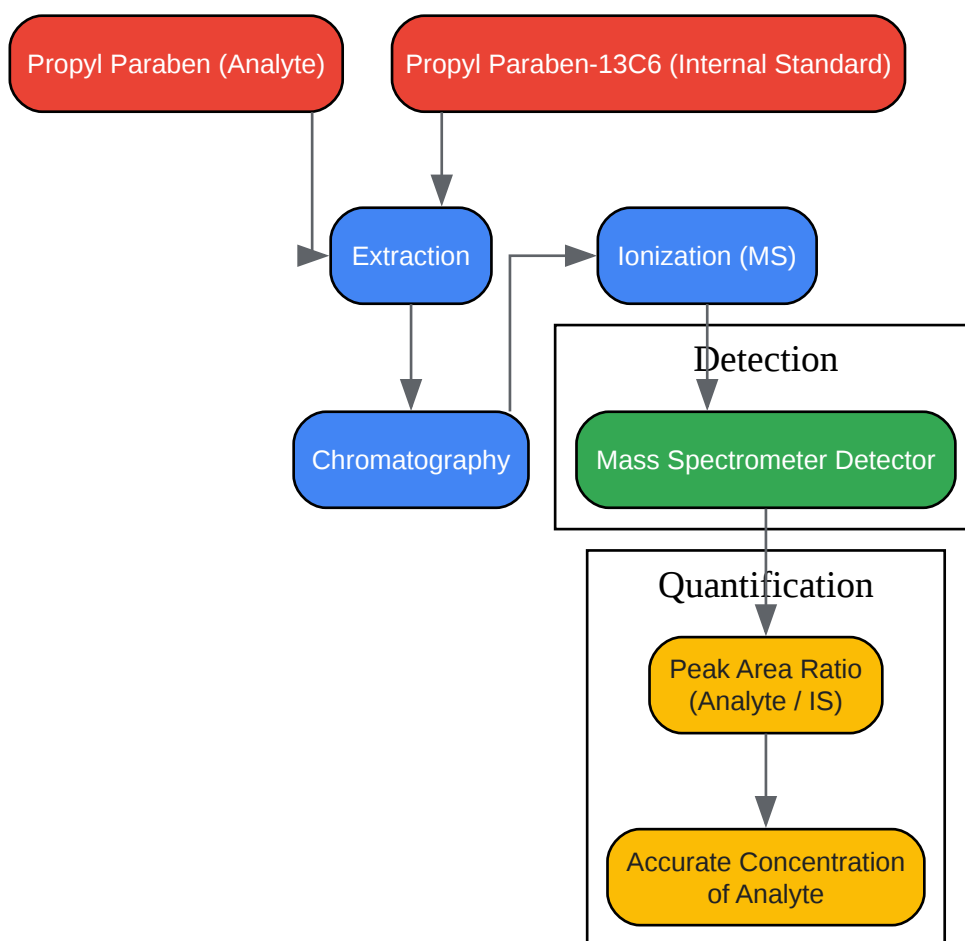 Propyl Paraben (Analyte)
Propyl Paraben-13C6 (Internal Standard)
Extraction
Ionization (MS)
Detection
Chromatography
Mass Spectrometer Detector
Quantification
Peak Area Ratio
(Analyte / IS)
Accurate Concentration
of Analyte